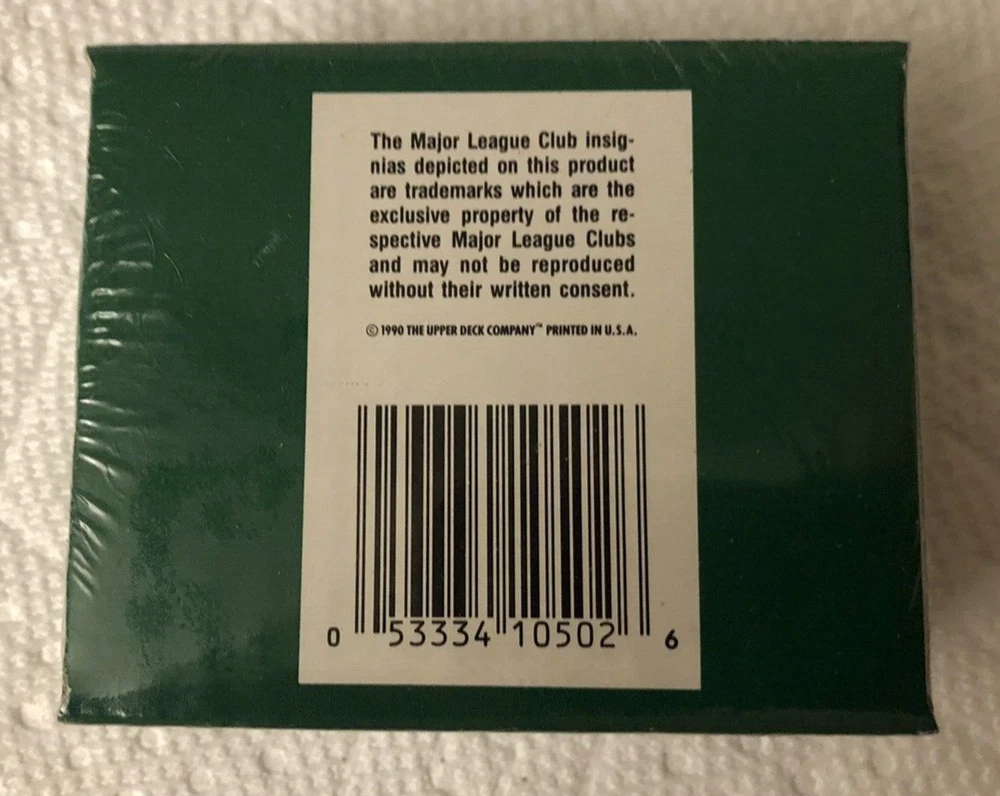 The Major League Club insig-
nias depicted on this product
are trademarks which are the
exclusive property of the re-
spective Major League Clubs
and may not be reproduced
without their written consent.
© 1990 THE UPPER DECK COMPANY™ PRINTED IN U.S.A.
0 53334 10502 6